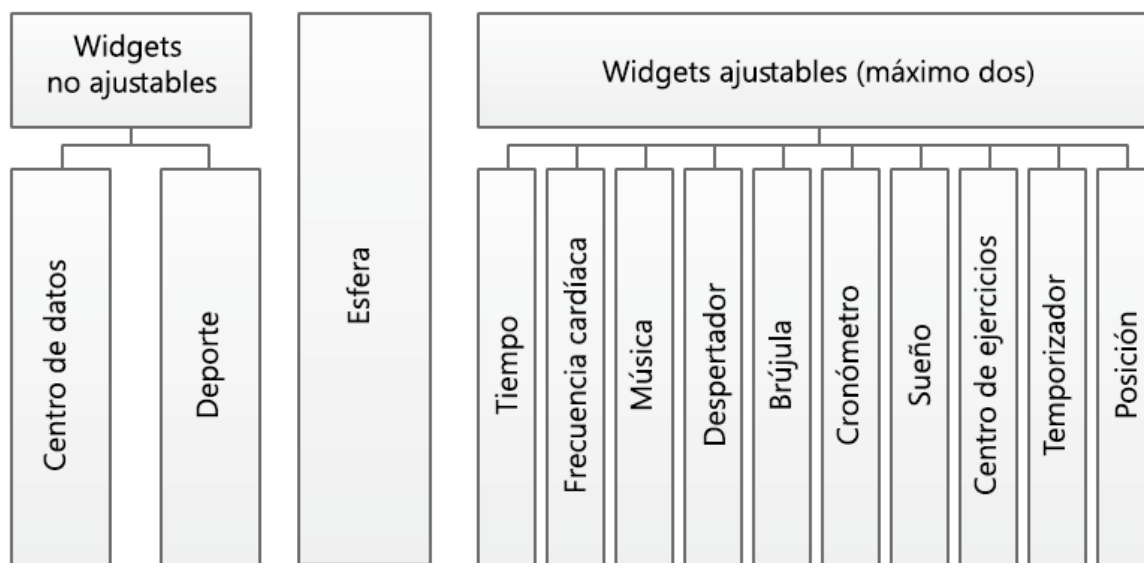 Widgets
no ajustables
Esfera
Widgets ajustables (máximo dos)
Centro de datos
Deporte
Tiempo
Frecuencia cardíaca
Música
Despertador
Brújula
Cronómetro
Sueño
Centro de ejercicios
Temporizador
Posición